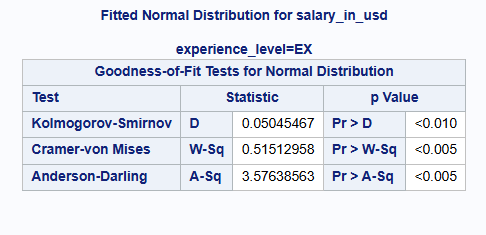 Fitted Normal Distribution for salary_in_usd
experience_level=EX
Goodness-of-Fit Tests for Normal Distribution
Test Statistic p Value
Kolmogorov-Smirnov D 0.05045467 Pr > D <0.010
Cramer-von Mises W-Sq 0.51512958 Pr > W-Sq <0.005
Anderson-Darling A-Sq 3.57638563 Pr > A-Sq <0.005